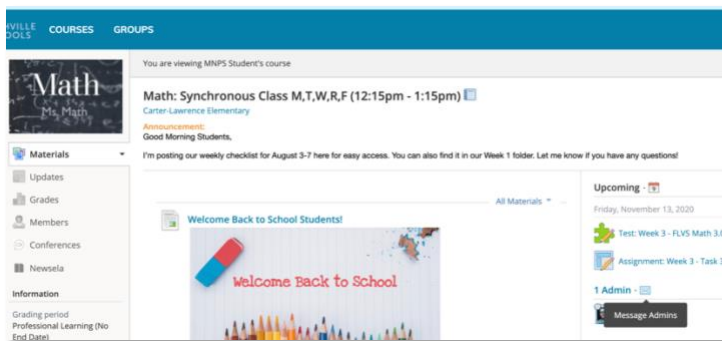 COURSES GROUPS
You are viewing MNPS Student's course
Math
Ms. Math
Math: Synchronous Class M,T,W,R,F (12:15pm - 1:15pm)
Carter-Lawrence Elementary
Announcement:
Good Morning Students,
I'm posting our weekly checklist for August 3-7 here for easy access. You can also find it in our Week 1 folder. Let me know if you have any questions!
Materials
Updates
Grades
Members
Conferences
Newsela
Information
Grading period
Professional Learning (No
End Date)
All Materials
Welcome Back to School Students!
Welcome Back to School
Upcoming
Friday, November 13, 2020
Test: Week 3 - FLVS Math 3.
Assignment: Week 3 - Task
1 Admin
Message Admins